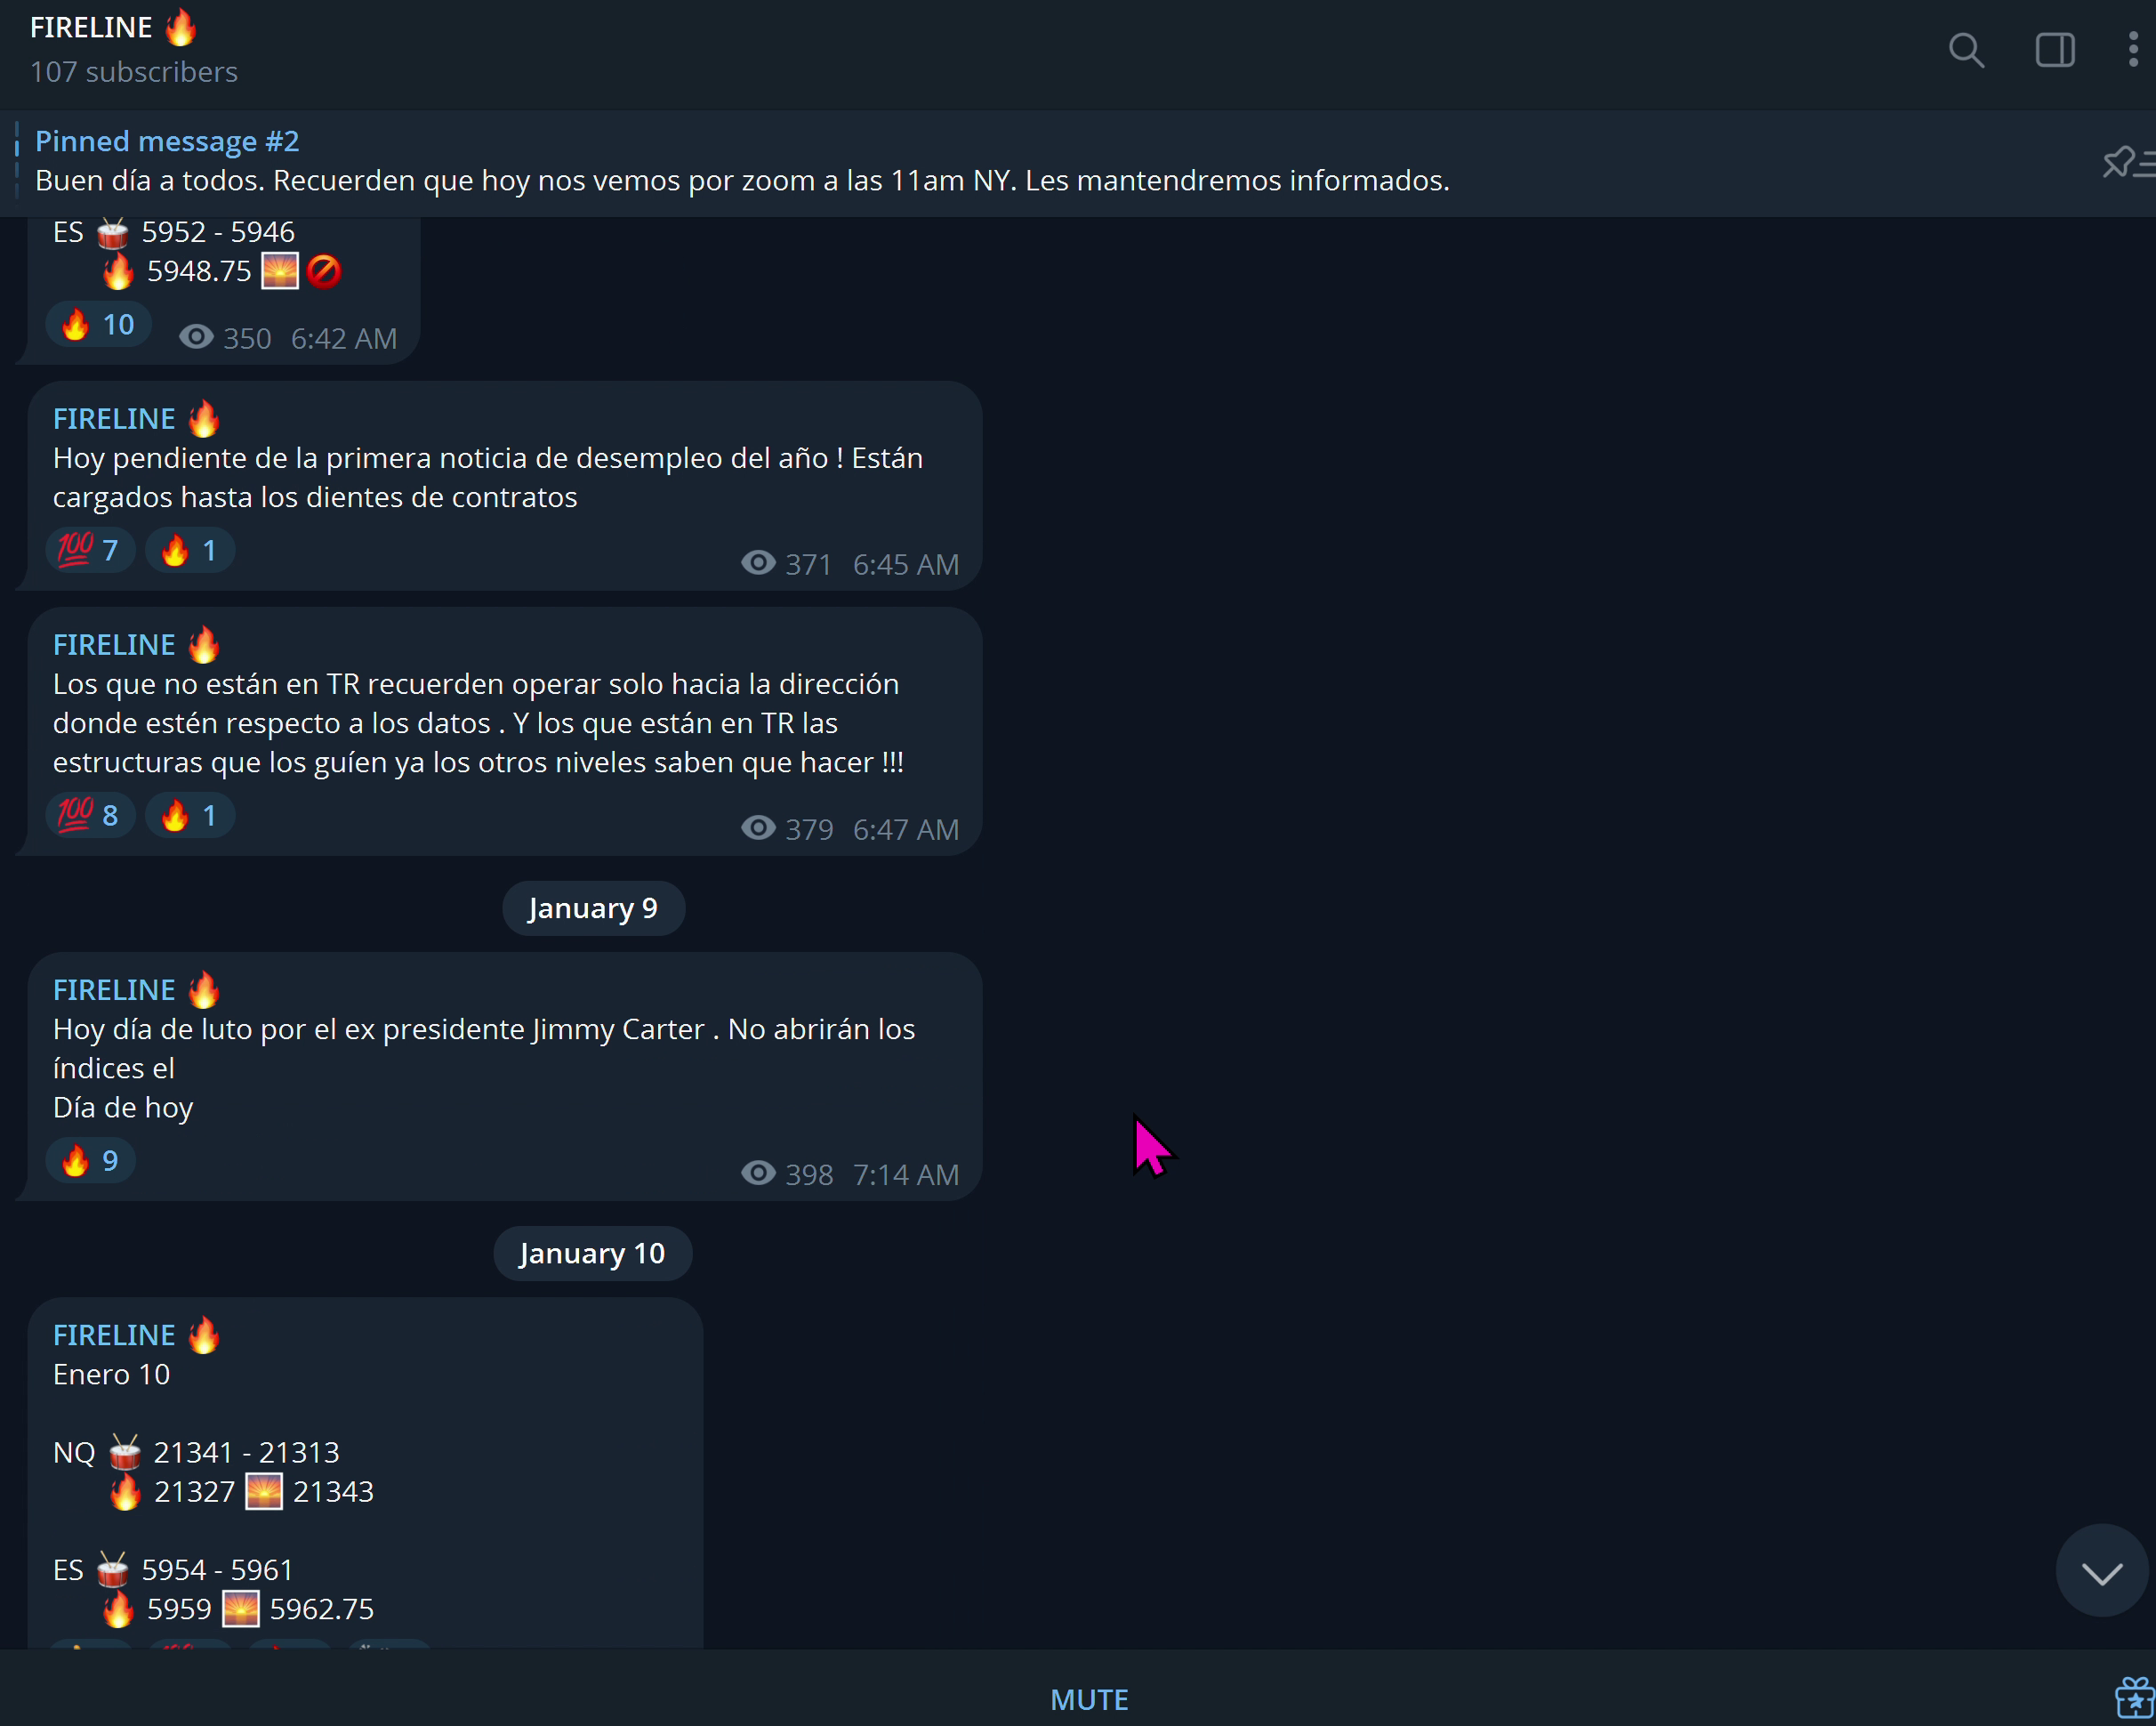 FIRELINE 🔥
107 subscribers
Pinned message #2
Buen día a todos. Recuerden que hoy nos vemos por zoom a las 11am NY. Les mantendremos informados.
ES 🥁 5952 - 5946
🔥 5948.75 🌅🚫
🔥 10 350 6:42 AM
FIRELINE 🔥
Hoy pendiente de la primera noticia de desempleo del año ! Están
cargados hasta los dientes de contratos
💯 7 🔥 1 371 6:45 AM
FIRELINE 🔥
Los que no están en TR recuerden operar solo hacia la dirección
donde estén respecto a los datos . Y los que están en TR las
estructuras que los guíen ya los otros niveles saben que hacer !!!
💯 8 🔥 1 379 6:47 AM
January 9
FIRELINE 🔥
Hoy día de luto por el ex presidente Jimmy Carter . No abrirán los
índices el
Día de hoy
🔥 9 398 7:14 AM
January 10
FIRELINE 🔥
Enero 10
NQ 🥁 21341 - 21313
🔥 21327 🌅 21343
ES 🥁 5954 - 5961
🔥 5959 🌅 5962.75
MUTE